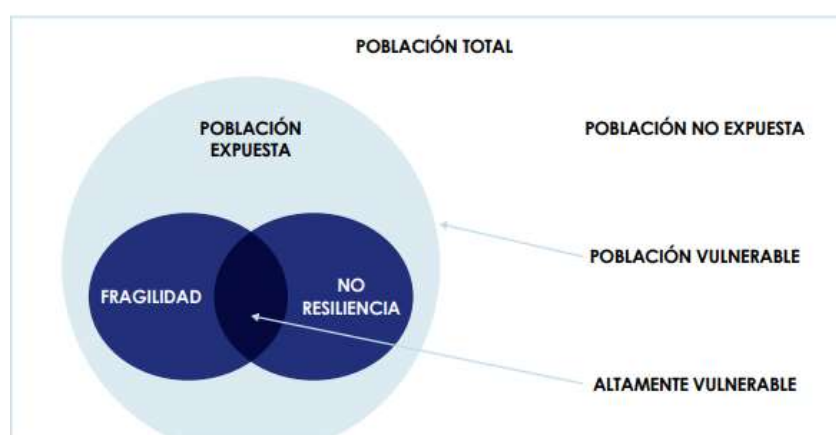 POBLACIÓN TOTAL
POBLACIÓN
EXPUESTA
POBLACIÓN NO EXPUESTA
POBLACIÓN VULNERABLE
FRAGILIDAD
NO
RESILIENCIA
ALTAMENTE VULNERABLE